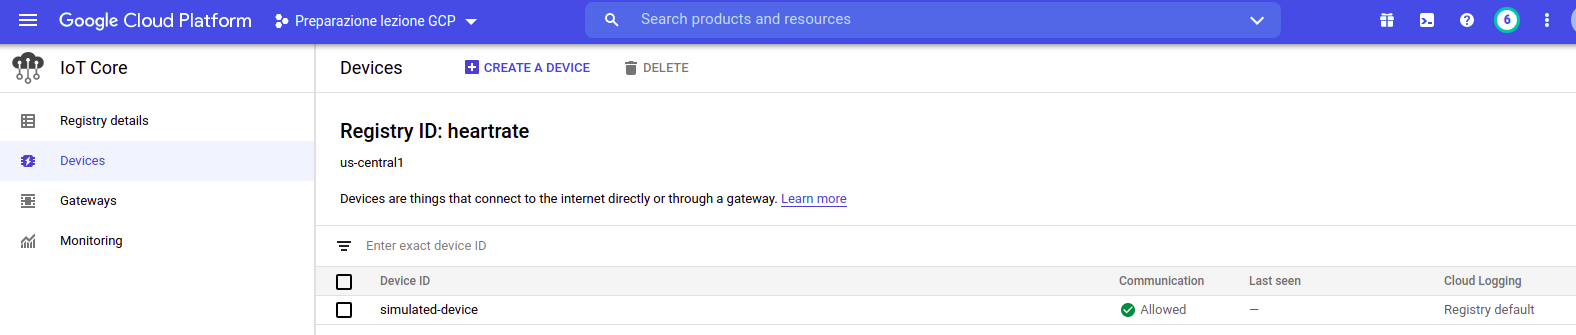 Google Cloud Platform
Preparazione lezione GCP
Search products and resources
6
IoT Core
Devices
CREATE A DEVICE
DELETE
Registry details
Devices
Gateways
Monitoring
Registry ID: heartrate
us-central1
Devices are things that connect to the internet directly or through a gateway. Learn more
Enter exact device ID
Device ID Communication Last seen Cloud Logging
simulated-device Allowed — Registry default